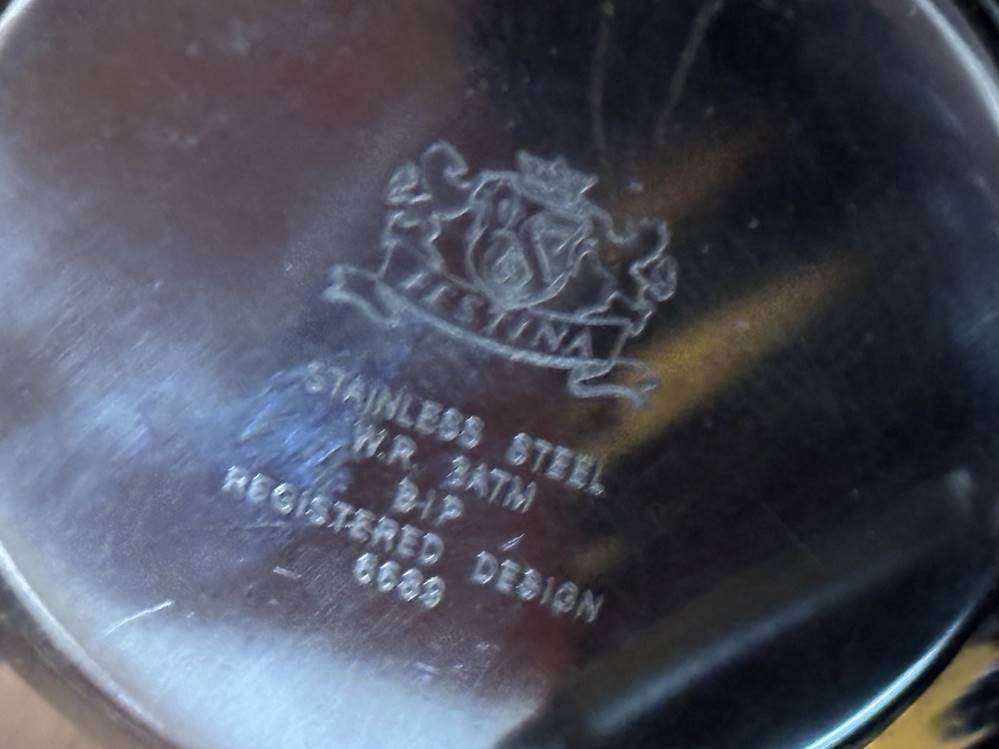 FESTINA
STAINLESS STEEL
W.R. 3ATM
REGISTERED DESIGN